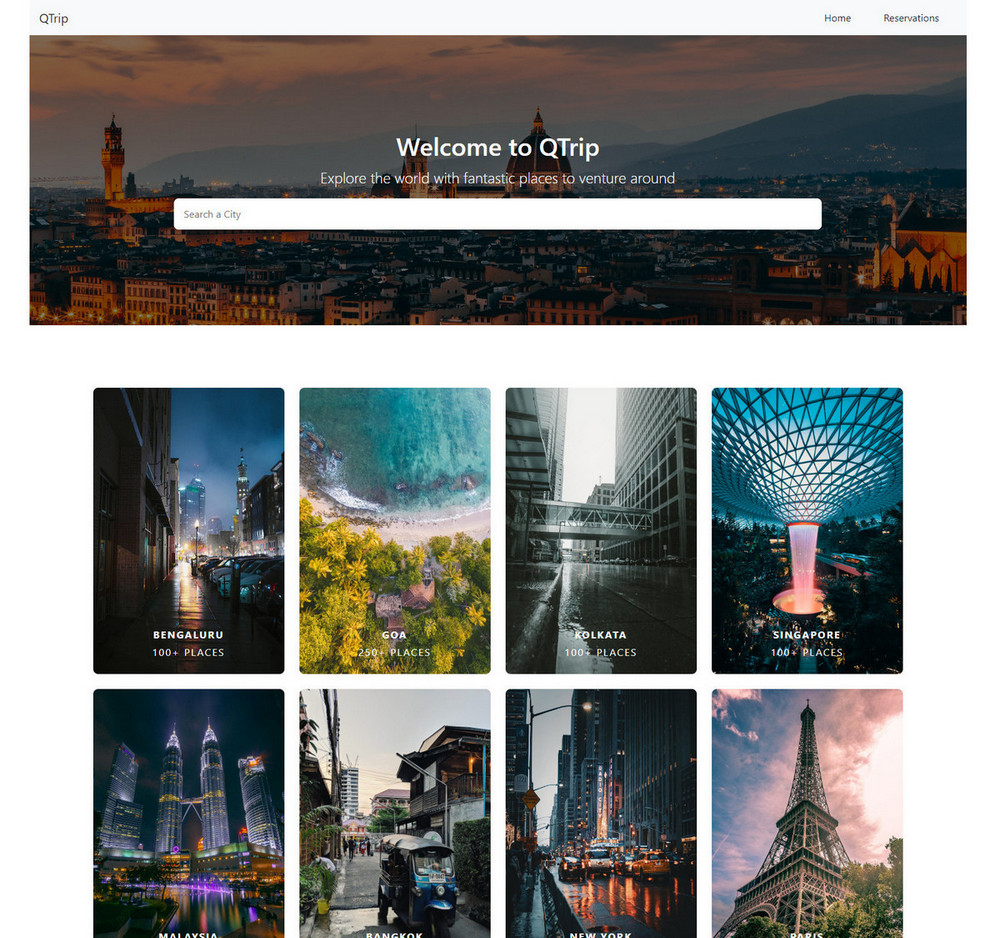 QTrip
Home
Reservations
Welcome to QTrip
Explore the world with fantastic places to venture around
Search a City
BENGALURU
100+ PLACES
GOA
250+ PLACES
KOLKATA
100+ PLACES
SINGAPORE
100+ PLACES
MALAYSIA
BANGKOK
NEW YORK
PARIS